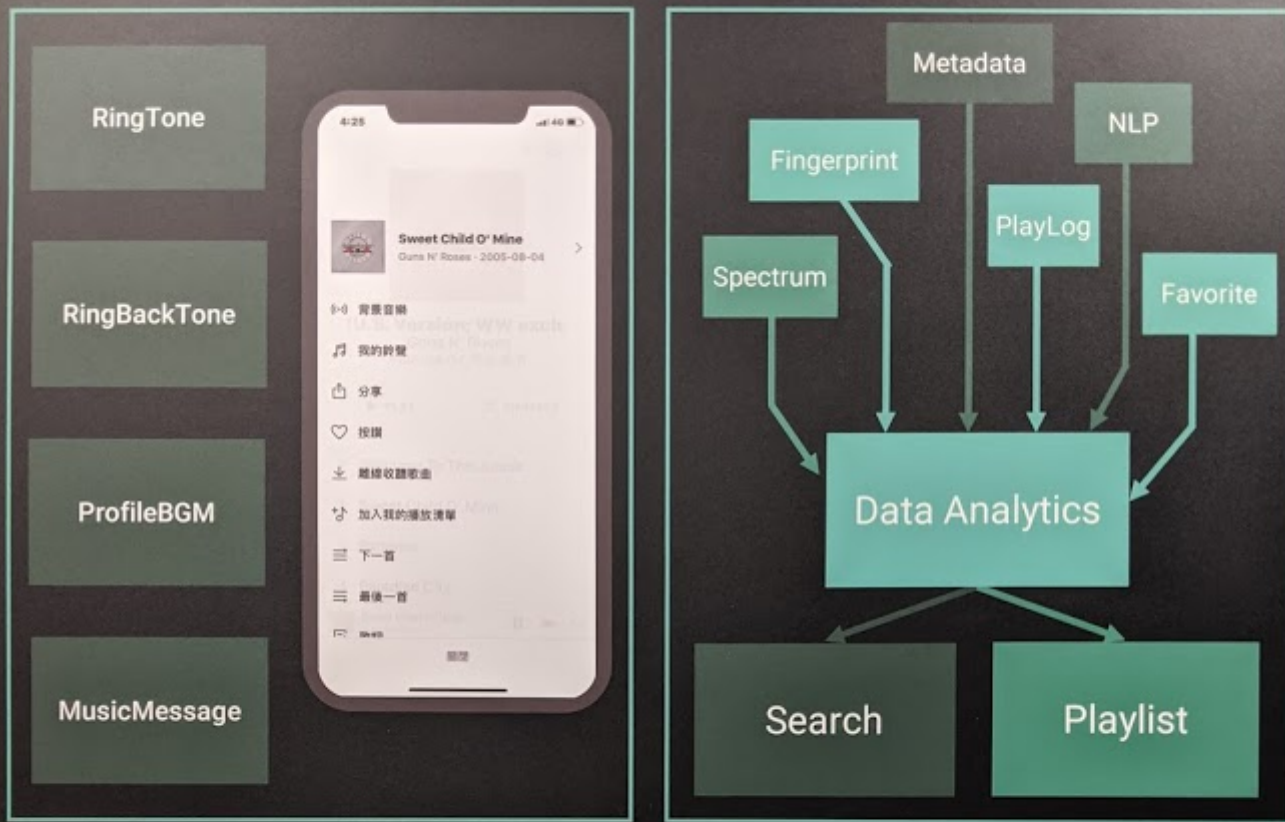 RingTone
RingBackTone
ProfileBGM
MusicMessage
4:25
4G
Sweet Child O' Mine
Guns N' Roses - 2005-08-04
背景音樂
我的鈴聲
分享
按讚
離線收聽歌曲
加入我的播放清單
下一首
最後一首
關閉
Metadata
NLP
Fingerprint
PlayLog
Spectrum
Favorite
Data Analytics
Search
Playlist